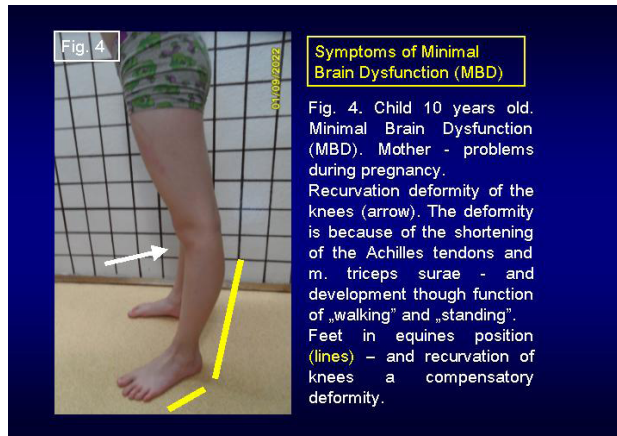 Fig. 4
01/09/2022
Symptoms of Minimal
Brain Dysfunction (MBD)
Fig. 4. Child 10 years old.
Minimal Brain Dysfunction
(MBD). Mother - problems
during pregnancy.
Recurvation deformity of the
knees (arrow). The deformity
is because of the shortening
of the Achilles tendons and
m. triceps surae - and
development though function
of „walking” and „standing”.
Feet in equines position
(lines) – and recurvation of
knees a compensatory
deformity.